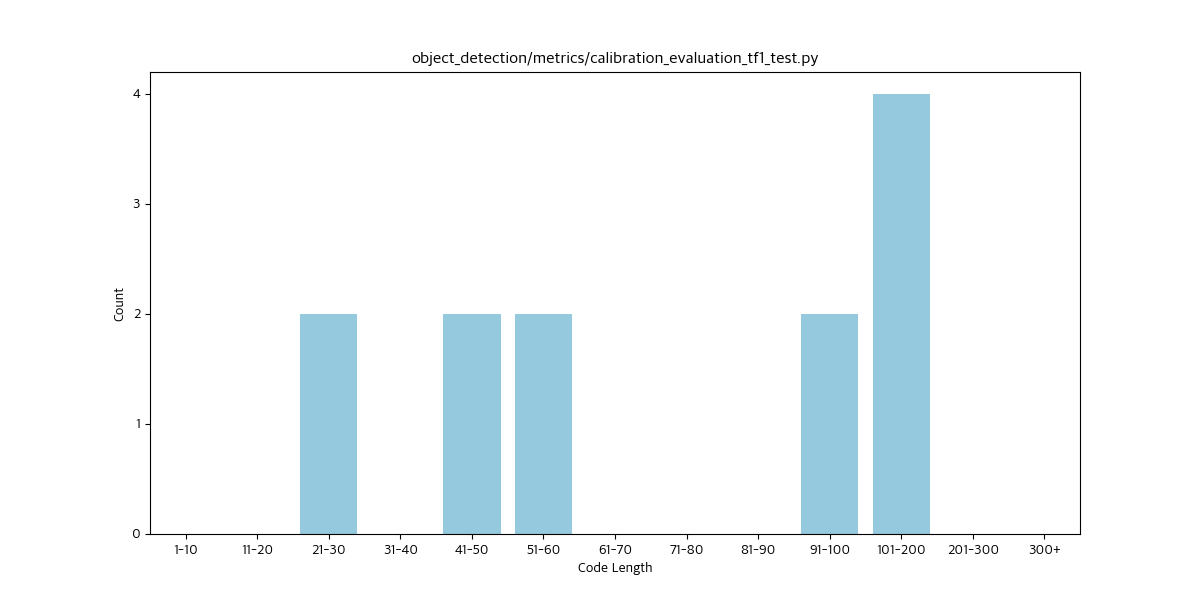 object_detection/metrics/calibration_evaluation_tf1_test.py
4
3
2
1
0
Count
1-10 11-20 21-30 31-40 41-50 51-60 61-70 71-80 81-90 91-100 101-200 201-300 300+
Code Length